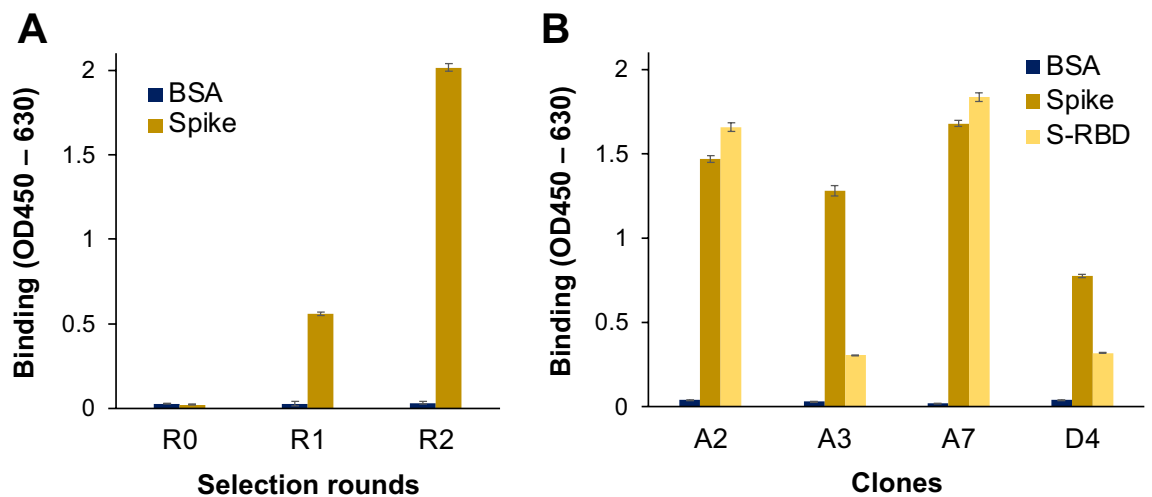 A
Binding (OD450 – 630)
2
1.5
1
0.5
0
BSA
Spike
R0 R1 R2
Selection rounds
B
Binding (OD450 – 630)
2
1.5
1
0.5
0
BSA
Spike
S-RBD
A2 A3 A7 D4
Clones